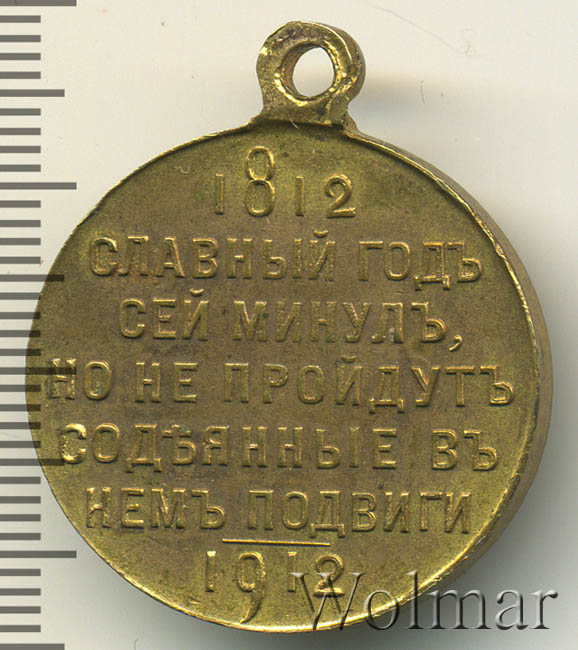 1812
СЛАВНЫЙ ГОДЪ
СЕЙ МИНУЛЪ,
НО НЕ ПРОЙДУТЪ
СОДѢЯННЫЕ ВЪ
НЕМЪ ПОДВИГИ
1912
Wolmar